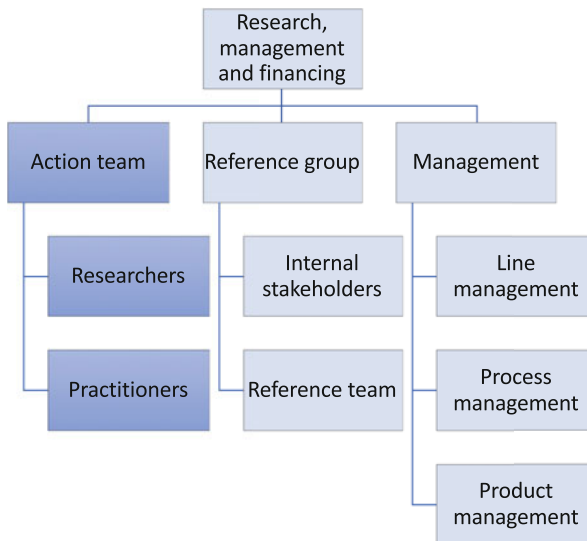 Research,
management
and financing
Action team
Reference group
Management
Researchers
Internal
stakeholders
Line
management
Practitioners
Reference team
Process
management
Product
management